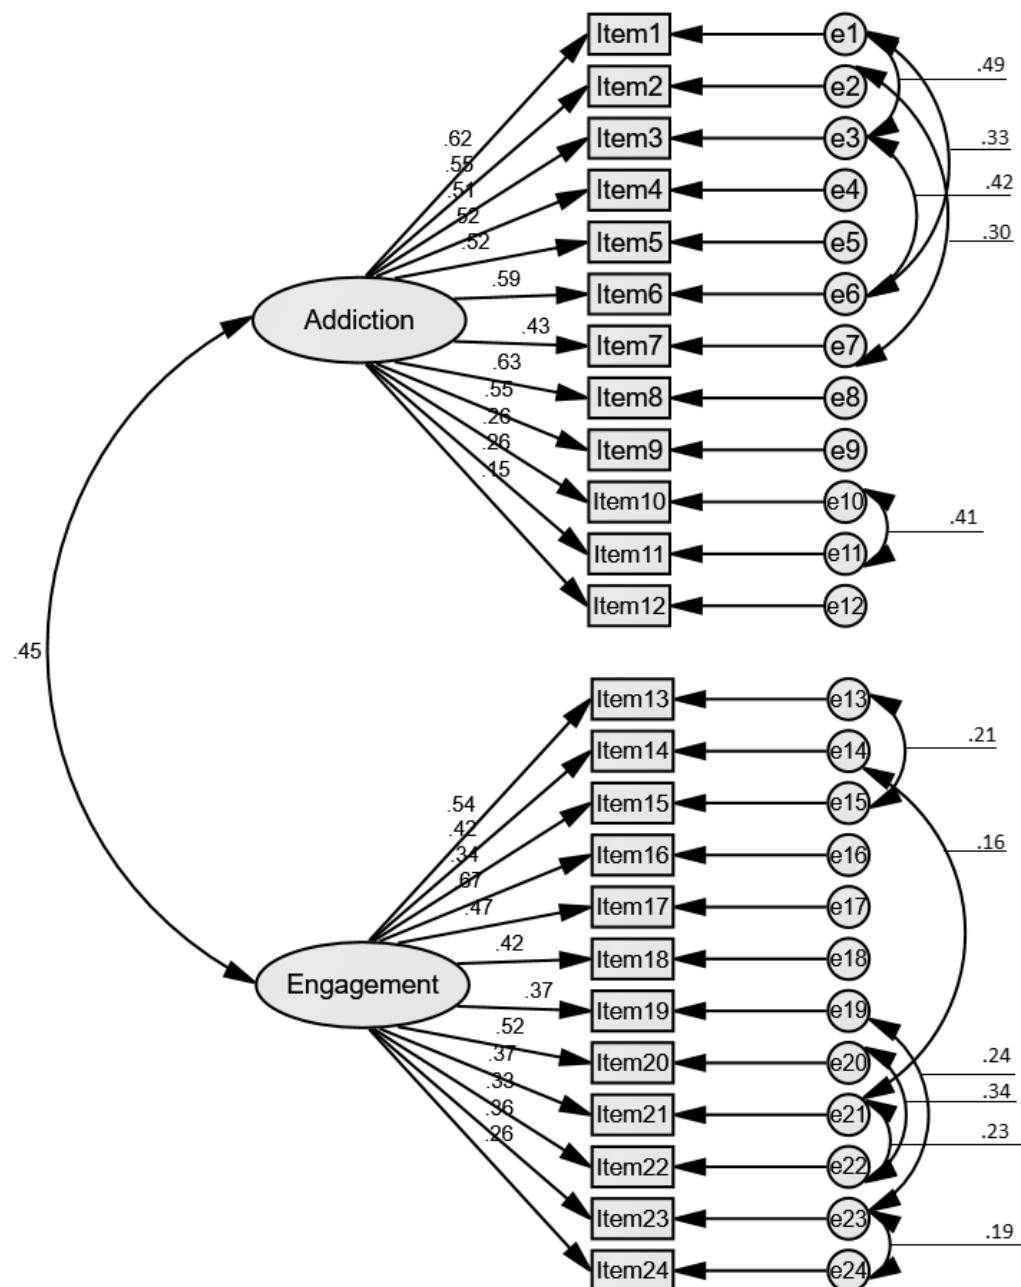 Item1
e1
.49
Item2
e2
.62
Item3
e3
.33
.55
.51
Item4
e4
.42
.52
.52
Item5
e5
.30
.59
Item6
e6
Addiction
.43
Item7
e7
.63
.55
Item8
e8
.26
.26
Item9
e9
.15
Item10
e10
.41
Item11
e11
Item12
e12
.45
Item13
e13
.21
Item14
e14
.54
Item15
e15
.42
.34
Item16
e16
.16
.67
.47
Item17
e17
.42
Item18
e18
Engagement
.37
Item19
e19
.52
.37
Item20
e20
.24
.33
.34
.36
Item21
e21
.23
.26
Item22
e22
Item23
e23
.19
Item24
e24